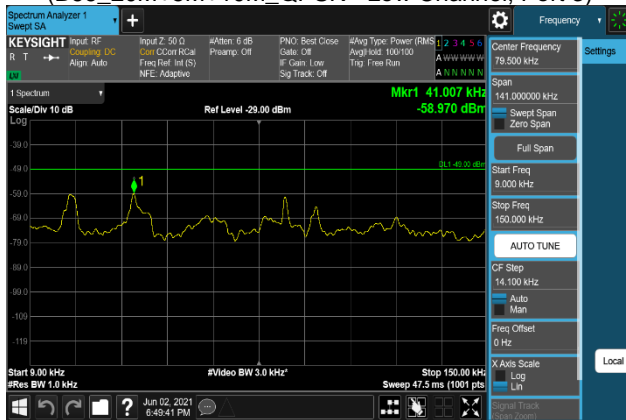 Spectrum Analyzer 1
Swept SA
Frequency
KEYSIGHT
R T
Input: RF
Coupling: DC
Align: Auto
Input Z: 50 Ω
Corr CCorr RCal
Freq Ref: Int (S)
NFE: Adaptive
#Atten: 6 dB
Preamp: Off
PNO: Best Close
Gate: Off
IF Gain: Low
Sig Track: Off
#Avg Type: Power (RMS
Avg|Hold: 100/100
Trig: Free Run
1 2 3 4 5 6
A W W W W W
A N N N N N
1 Spectrum
Scale/Div 10 dB
Log
Ref Level -29.00 dBm
Mkr1 41.007 kHz
-58.970 dBm
1
DL1 -49.00 dBm
-39.0
-49.0
-59.0
-69.0
-79.0
-89.0
-99.0
-109
-119
Start 9.00 kHz
#Res BW 1.0 kHz
#Video BW 3.0 kHz*
Stop 150.00 kHz
Sweep 47.5 ms (1001 pts
Jun 02, 2021
6:49:41 PM
Center Frequency
79.500 kHz
Span
141.000000 kHz
Swept Span
Zero Span
Full Span
Start Freq
9.000 kHz
Stop Freq
150.000 kHz
AUTO TUNE
CF Step
14.100 kHz
Auto
Man
Freq Offset
0 Hz
X Axis Scale
Log
Lin
Signal Track
(Span Zoom)
Settings
Local